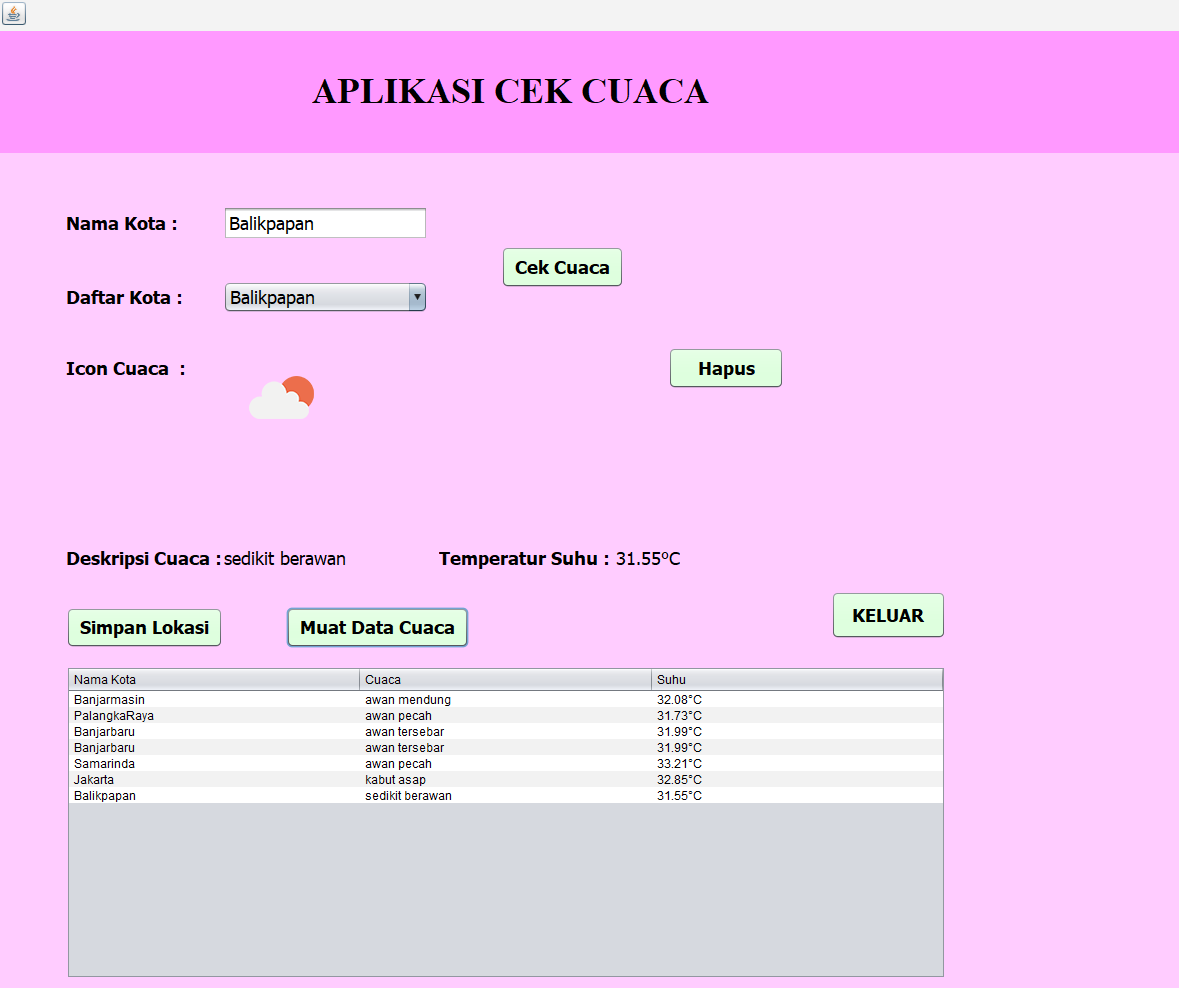 APLIKASI CEK CUACA
Nama Kota : Balikpapan
Cek Cuaca
Daftar Kota : Balikpapan
Icon Cuaca :
Hapus
Deskripsi Cuaca : sedikit berawan Temperatur Suhu : 31.55°C
KELUAR
Simpan Lokasi Muat Data Cuaca
Nama Kota Cuaca Suhu
Banjarmasin awan mendung 32.08°C
PalangkaRaya awan pecah 31.73°C
Banjarbaru awan tersebar 31.99°C
Banjarbaru awan tersebar 31.99°C
Samarinda awan pecah 33.21°C
Jakarta kabut asap 32.85°C
Balikpapan sedikit berawan 31.55°C